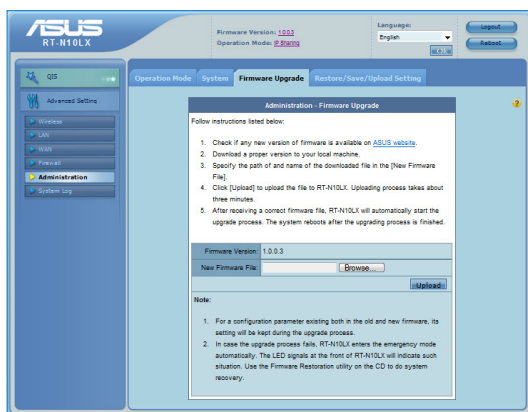 ASUS
RT-N10LX
Firmware Version: 1.0.0.3
Operation Mode: IP Sharing
Language:
English
Logout
Reboot
QIS
Advanced Setting
Wireless
LAN
WAN
Firewall
Administration
System Log
Operation Mode
System
Firmware Upgrade
Restore/Save/Upload Setting
Administration - Firmware Upgrade
Follow instructions listed below:
1. Check if any new version of firmware is available on ASUS website.
2. Download a proper version to your local machine.
3. Specify the path of and name of the downloaded file in the [New Firmware
File].
4. Click [Upload] to upload the file to RT-N10LX. Uploading process takes about
three minutes.
5. After receiving a correct firmware file, RT-N10LX will automatically start the
upgrade process. The system reboots after the upgrading process is finished.
Firmware Version: 1.0.0.3
New Firmware File: Browse...
Upload
Note:
1. For a configuration parameter existing both in the old and new firmware, its
setting will be kept during the upgrade process.
2. In case the upgrade process fails, RT-N10LX enters the emergency mode
automatically. The LED signals at the front of RT-N10LX will indicate such
situation. Use the Firmware Restoration utility on the CD to do system
recovery.